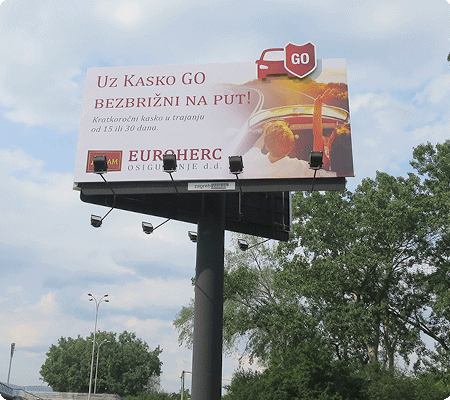 GO
Uz Kasko GO
BEZBRIŽNI NA PUT!
Kratkoročni kasko u trajanju
od 15 ili 30 dana.
EUROHERC
OSIGURANJE d.d.